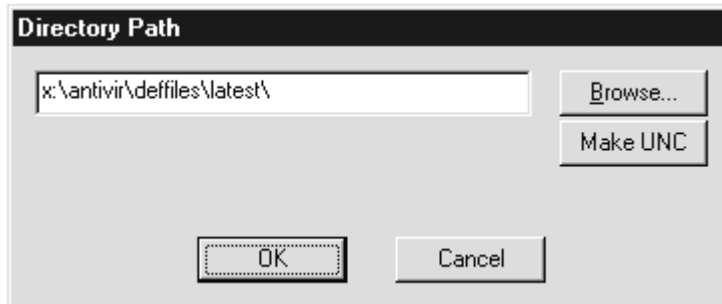 Directory Path
x:\antivir\deffiles\latest\
Browse...
Make UNC
OK
Cancel